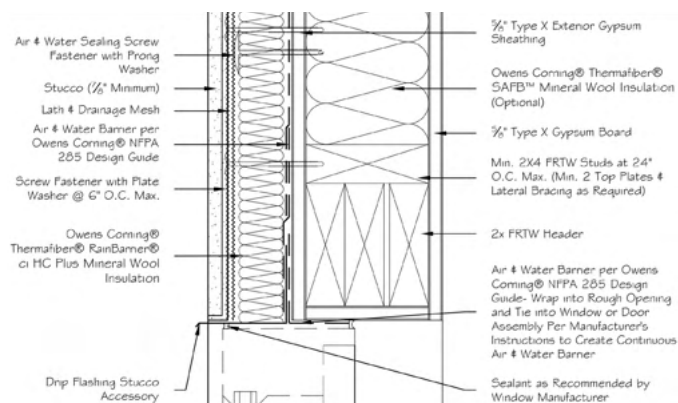 Air & Water Sealing Screw
Fastener with Prong
Washer
Stucco (⅞" Minimum)
Lath & Drainage Mesh
Air & Water Barrier per
Owens Corning® NFPA
285 Design Guide
Screw Fastener with Plate
Washer @ 6" O.C. Max.
Owens Corning®
Thermafiber® RainBarrier®
ci HC Plus Mineral Wool
Insulation
Drip Flashing Stucco
Accessory
⅝" Type X Exterior Gypsum
Sheathing
Owens Corning® Thermafiber®
SAFB™ Mineral Wool Insulation
(Optional)
⅝" Type X Gypsum Board
Min. 2X4 FRTW Studs at 24"
O.C. Max. (Min. 2 Top Plates &
Lateral Bracing as Required)
2x FRTW Header
Air & Water Barrier per Owens
Corning® NFPA 285 Design
Guide- Wrap into Rough Opening
and Tie into Window or Door
Assembly Per Manufacturer's
Instructions to Create Continuous
Air & Water Barrier
Sealant as Recommended by
Window Manufacturer